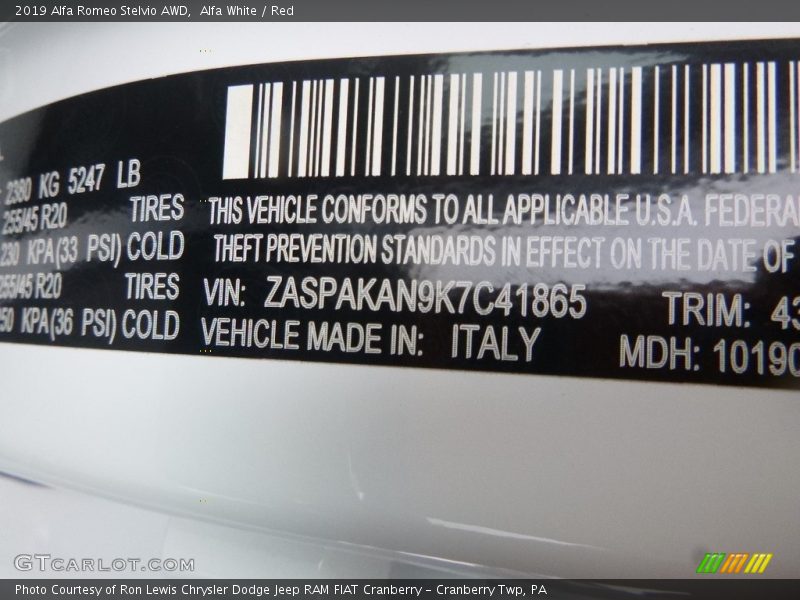 2019 Alfa Romeo Stelvio AWD,  Alfa White / Red
2380 KG 5247 LB
255/45 R20 TIRES
230 KPA(33 PSI) COLD
255/45 R20 TIRES
250 KPA(36 PSI) COLD
THIS VEHICLE CONFORMS TO ALL APPLICABLE U.S.A. FEDERA
THEFT PREVENTION STANDARDS IN EFFECT ON THE DATE OF
VIN: ZASPAKAN9K7C41865 TRIM: 43
VEHICLE MADE IN: ITALY MDH: 10190
GTCARLOT.COM
Photo Courtesy of Ron Lewis Chrysler Dodge Jeep RAM FIAT Cranberry – Cranberry Twp, PA